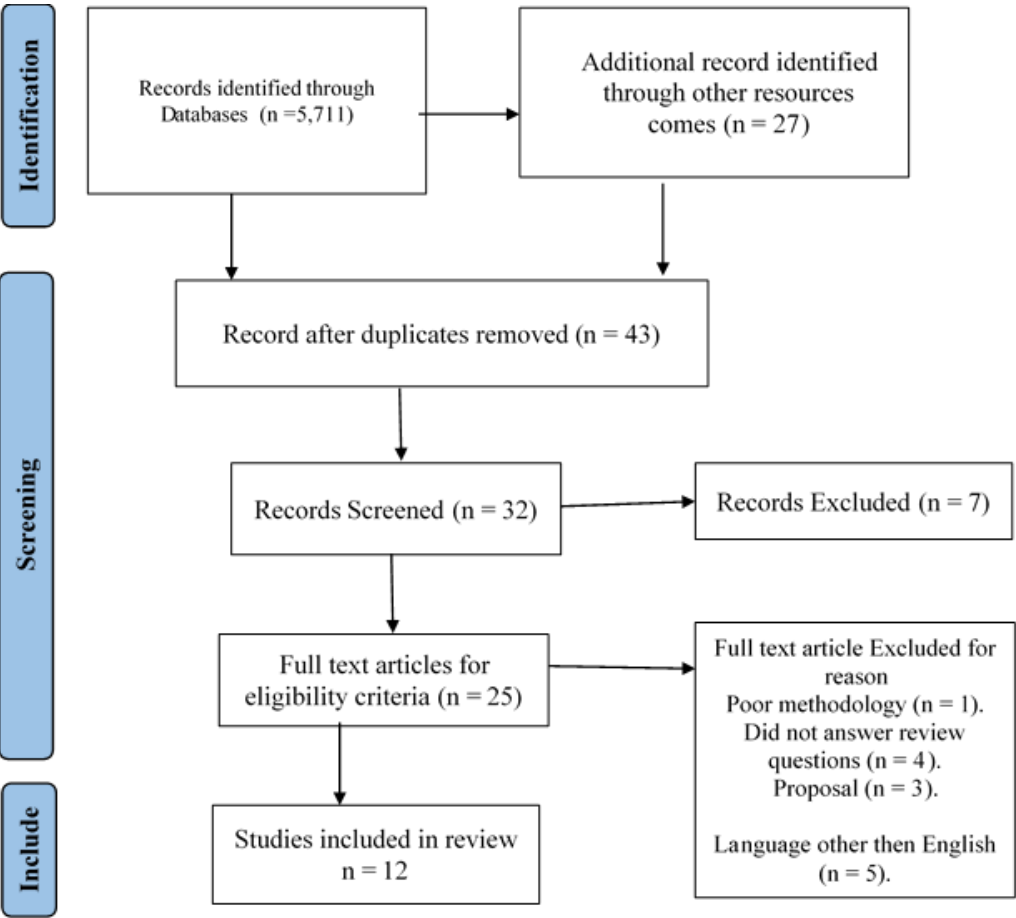 Identification
Records identified through
Databases (n =5,711)
Additional record identified
through other resources
comes (n = 27)
Screening
Record after duplicates removed (n = 43)
Records Screened (n = 32)
Records Excluded (n = 7)
Full text articles for
eligibility criteria (n = 25)
Full text article Excluded for
reason
Poor methodology (n = 1).
Did not answer review
questions (n = 4).
Proposal (n = 3).
Language other then English
(n = 5).
Include
Studies included in review
n = 12